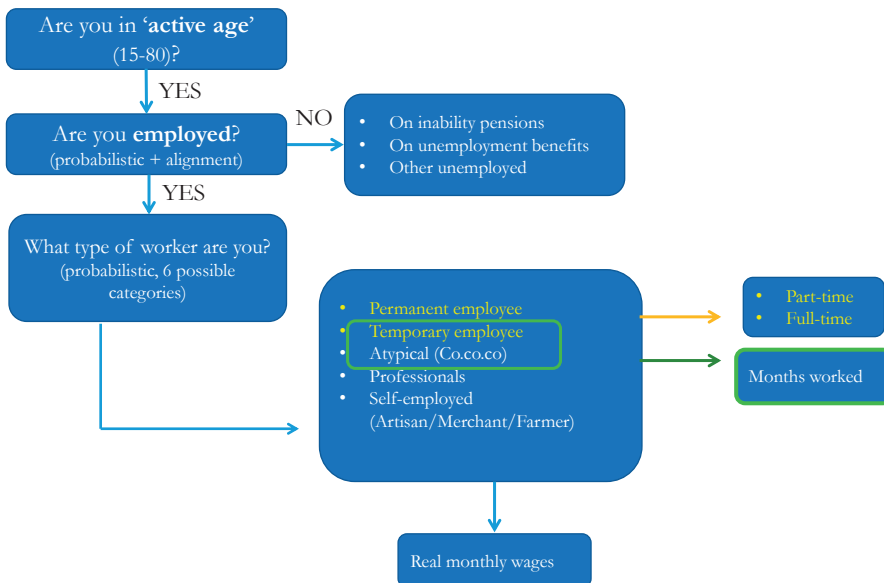 Are you in ‘active age’
(15-80)?
YES
Are you employed?
(probabilistic + alignment)
NO
• On inability pensions
• On unemployment benefits
• Other unemployed
YES
What type of worker are you?
(probabilistic, 6 possible
categories)
• Permanent employee
• Temporary employee
• Atypical (Co.co.co)
• Professionals
• Self-employed
(Artisan/Merchant/Farmer)
• Part-time
• Full-time
Months worked
Real monthly wages